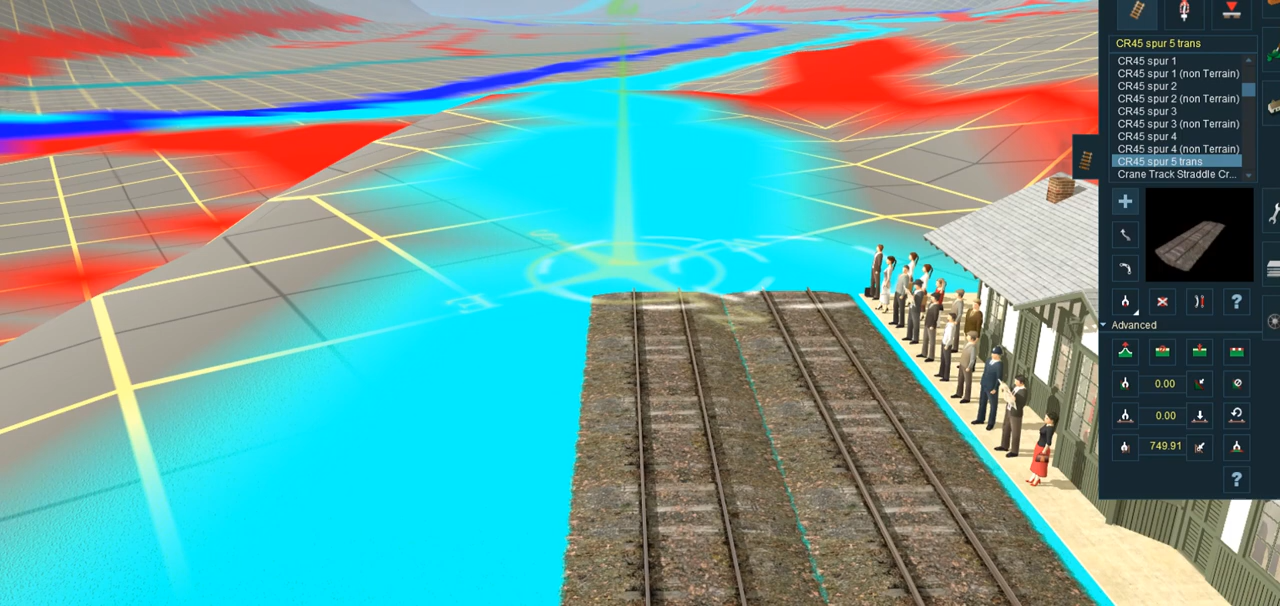 CR45 spur 5 trans
CR45 spur 1
CR45 spur 1 (non Terrain)
CR45 spur 2
CR45 spur 2 (non Terrain)
CR45 spur 3
CR45 spur 3 (non Terrain)
CR45 spur 4
CR45 spur 4 (non Terrain)
CR45 spur 5 trans
Crane Track Straddle Cr...
?
Advanced
0.00
0.00
749.91
?